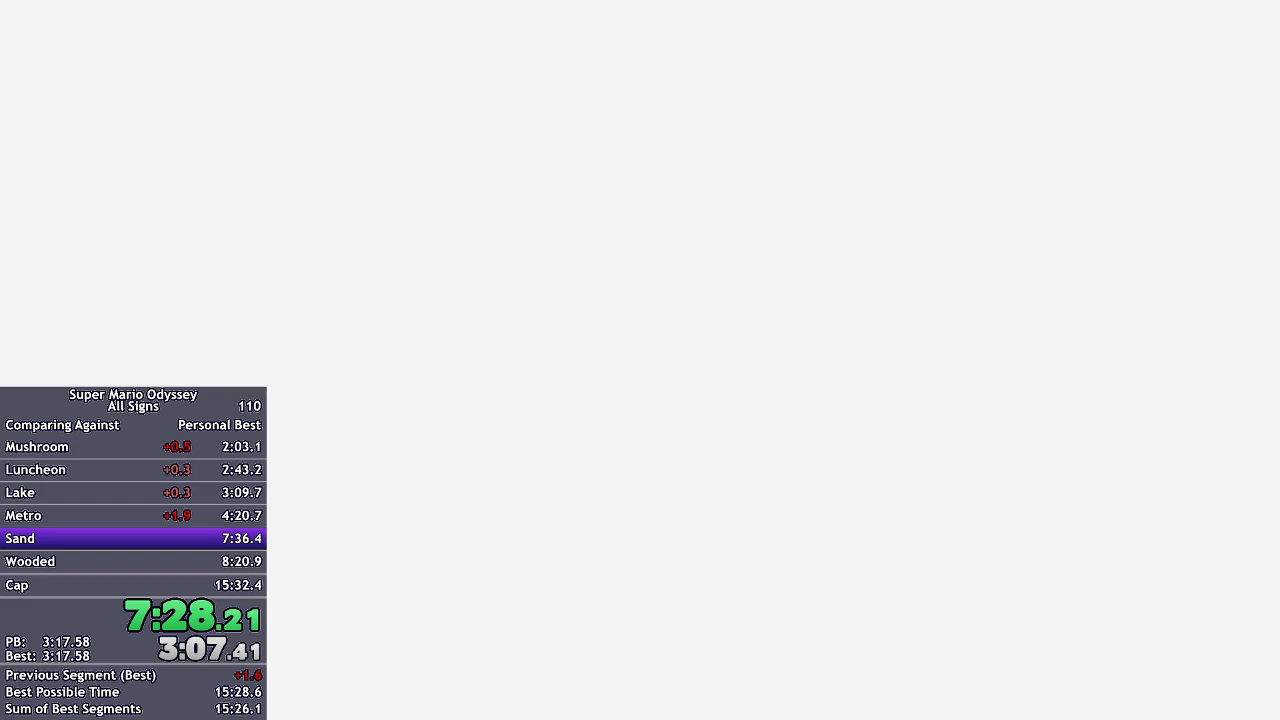 Super Mario Odyssey
All Signs 110
Comparing Against Personal Best
Mushroom +0.5 2:03.1
Luncheon +0.3 2:43.2
Lake +0.3 3:09.7
Metro +1.9 4:20.7
Sand 7:36.4
Wooded 8:20.9
Cap 15:32.4
7:28.21
PB: 3:17.58
Best: 3:17.58
3:07.41
Previous Segment (Best) +1.6
Best Possible Time 15:28.6
Sum of Best Segments 15:26.1